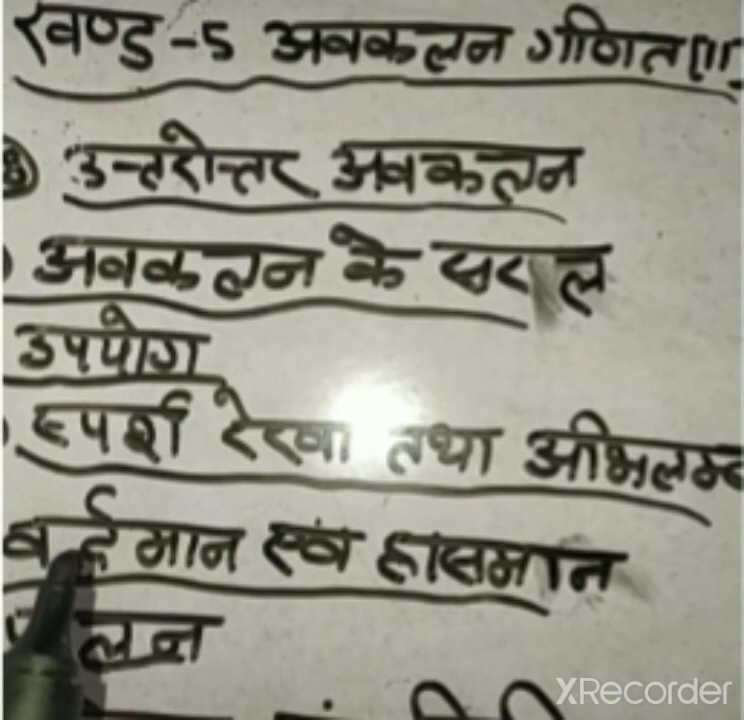 खण्ड-5 अवकलन गणित
उत्तरोत्तर अवकलन
अवकलन के सरल
उपयोग
स्पर्श रेखा तथा अभिलम्ब
वर्द्धमान एवं ह्रासमान
फलन
XRecorder